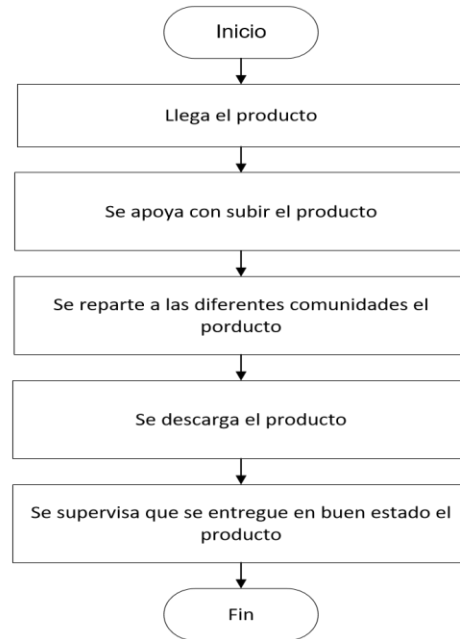 Inicio
Llega el producto
Se apoya con subir el producto
Se reparte a las diferentes comunidades el
porducto
Se descarga el producto
Se supervisa que se entregue en buen estado el
producto
Fin